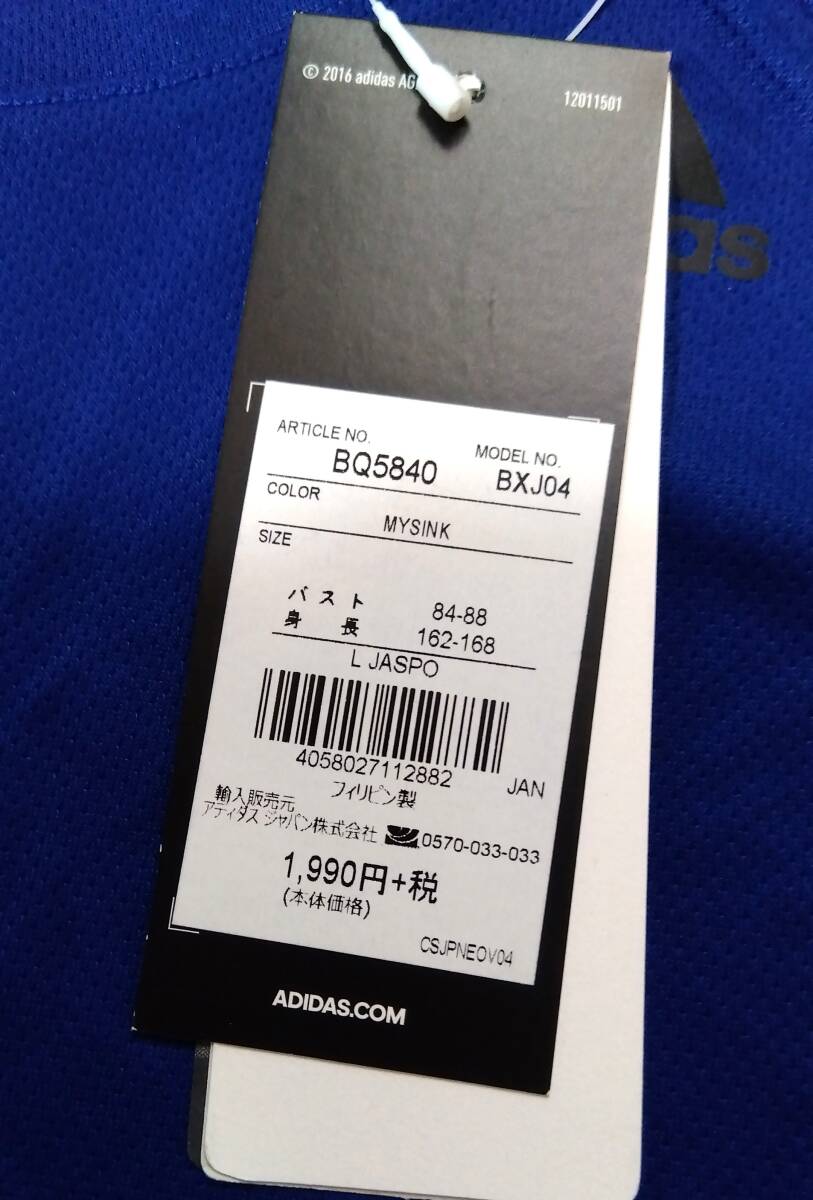 © 2016 adidas AG
12011501
das
ARTICLE NO.
MODEL NO.
BQ5840
BXJ04
COLOR
MYSINK
SIZE
バスト 84-88
身長 162-168
L JASPO
4058027112882
JAN
フィリピン製
輸入販売元
アディダス ジャパン株式会社 0570-033-033
1,990円+税
(本体価格)
CSJPNEOV04
ADIDAS.COM